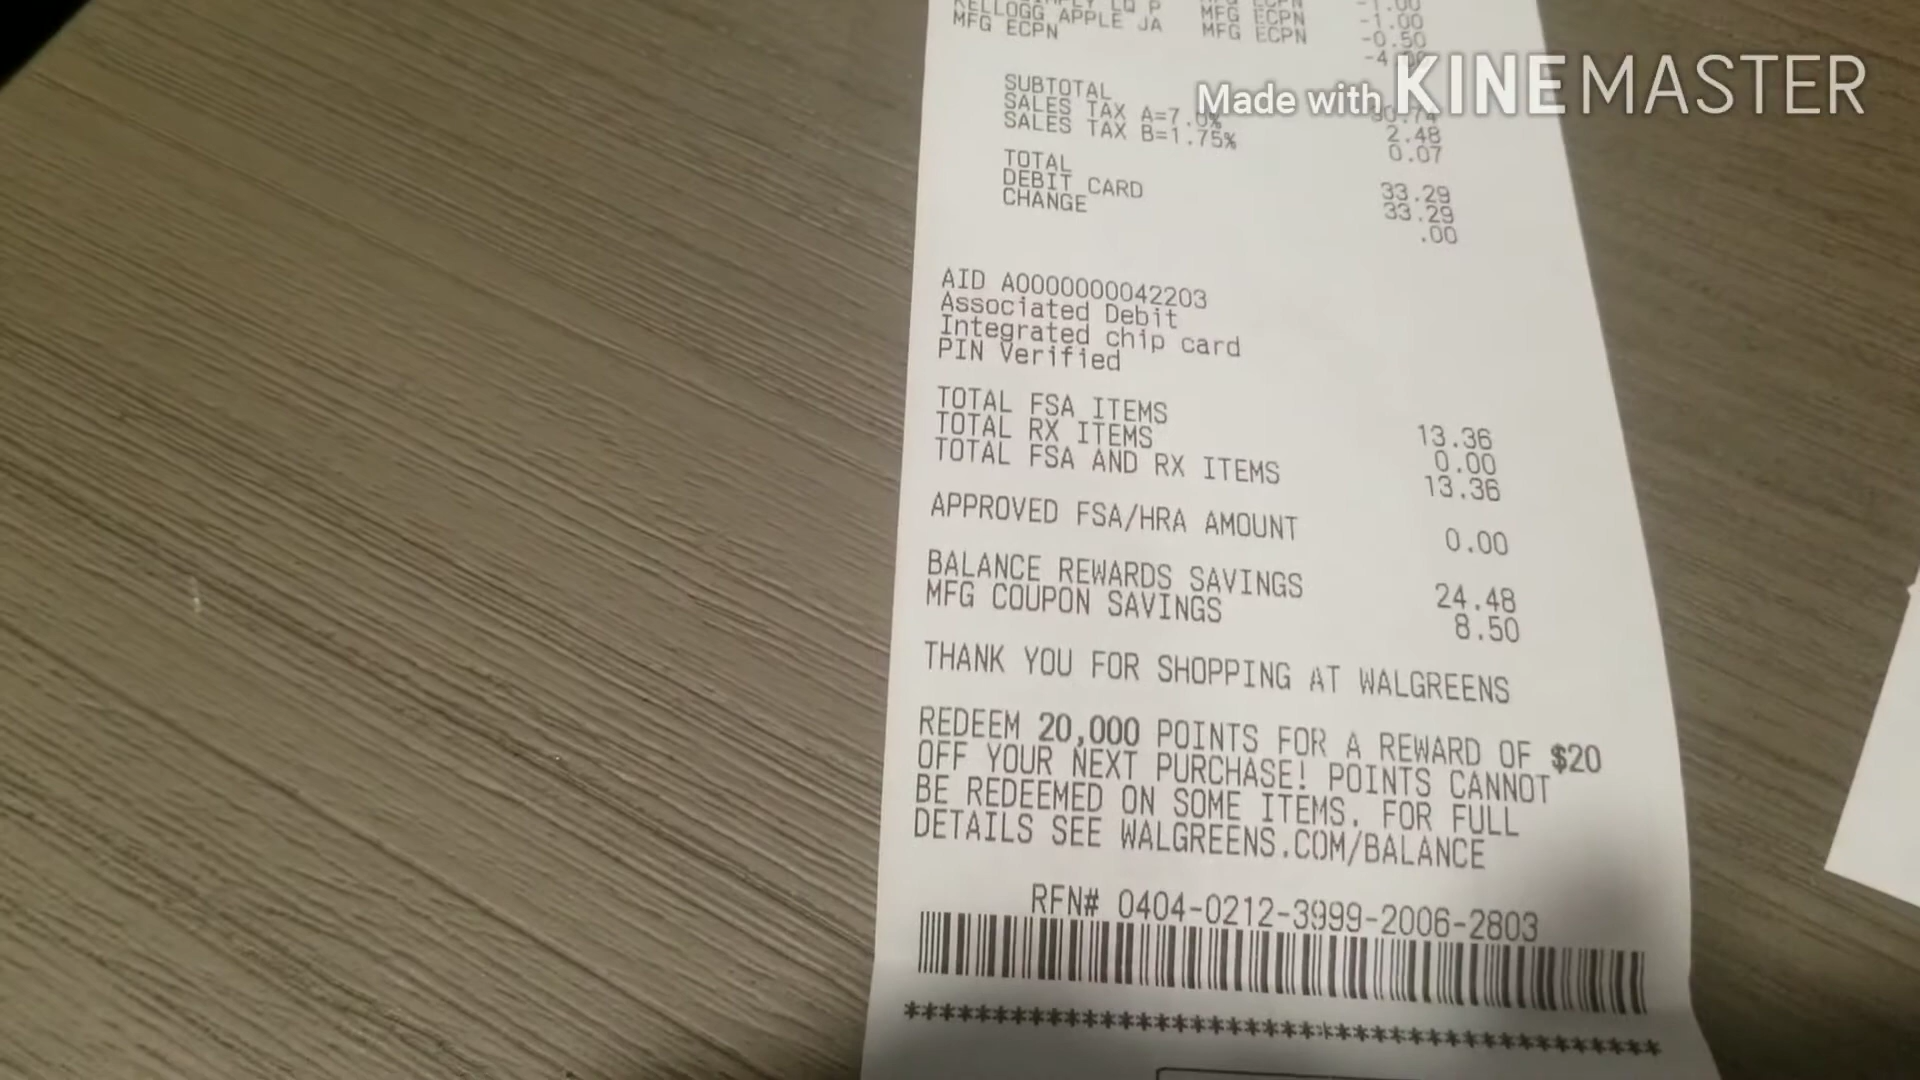 -1.00
LQ P MFG ECPN -1.00
KELLOGG APPLE JA MFG ECPN -0.50
MFG ECPN
Made with KINEMASTER
SUBTOTAL
SALES TAX A=7.0% 2.48
SALES TAX B=1.75% 0.07
TOTAL 33.29
DEBIT CARD 33.29
CHANGE .00
AID A0000000042203
Associated Debit
Integrated chip card
PIN Verified
TOTAL FSA ITEMS 13.36
TOTAL RX ITEMS 0.00
TOTAL FSA AND RX ITEMS 13.36
APPROVED FSA/HRA AMOUNT 0.00
BALANCE REWARDS SAVINGS 24.48
MFG COUPON SAVINGS 8.50
THANK YOU FOR SHOPPING AT WALGREENS
REDEEM 20,000 POINTS FOR A REWARD OF $20
OFF YOUR NEXT PURCHASE! POINTS CANNOT
BE REDEEMED ON SOME ITEMS. FOR FULL
DETAILS SEE WALGREENS.COM/BALANCE
RFN# 0404-0212-3999-2006-2803